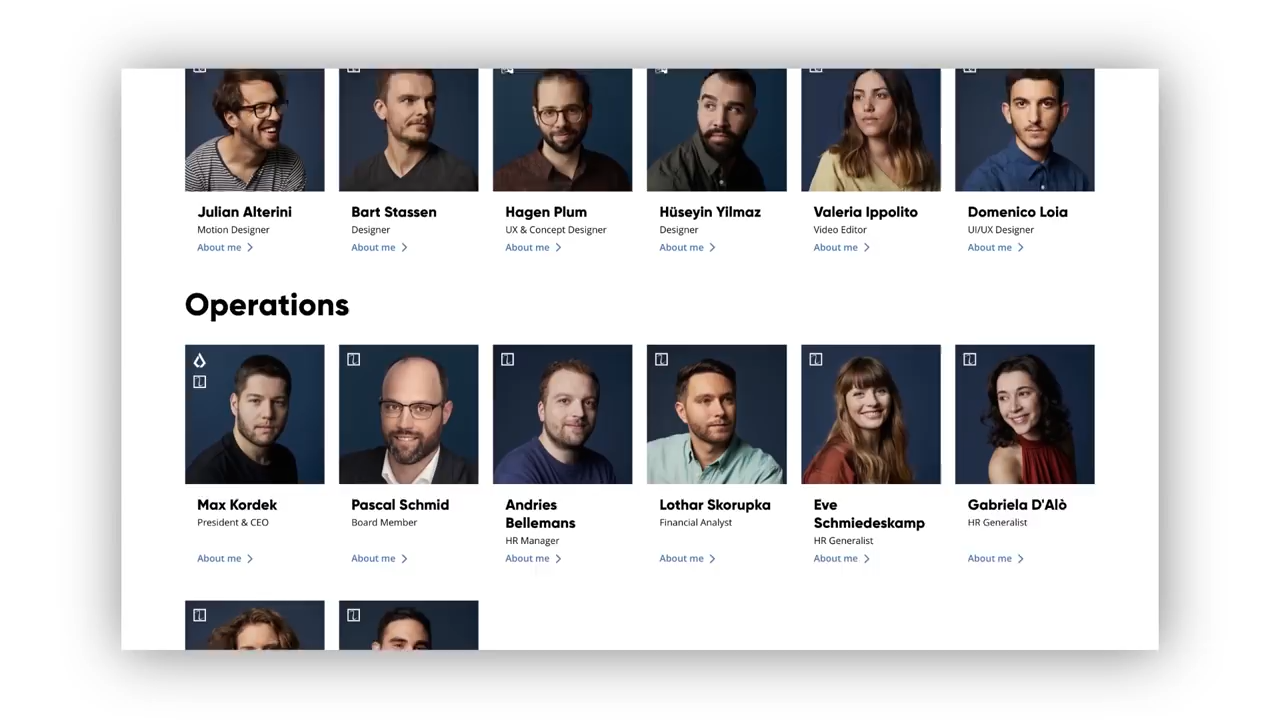 Julian Alterini
Motion Designer
About me
Bart Stassen
Designer
About me
Hagen Plum
UX & Concept Designer
About me
Hüseyin Yilmaz
Designer
About me
Valeria Ippolito
Video Editor
About me
Domenico Loia
UI/UX Designer
About me
Operations
Max Kordek
President & CEO
About me
Pascal Schmid
Board Member
About me
Andries
Bellemans
HR Manager
About me
Lothar Skorupka
Financial Analyst
About me
Eve
Schmiedeskamp
HR Generalist
About me
Gabriela D'Alò
HR Generalist
About me